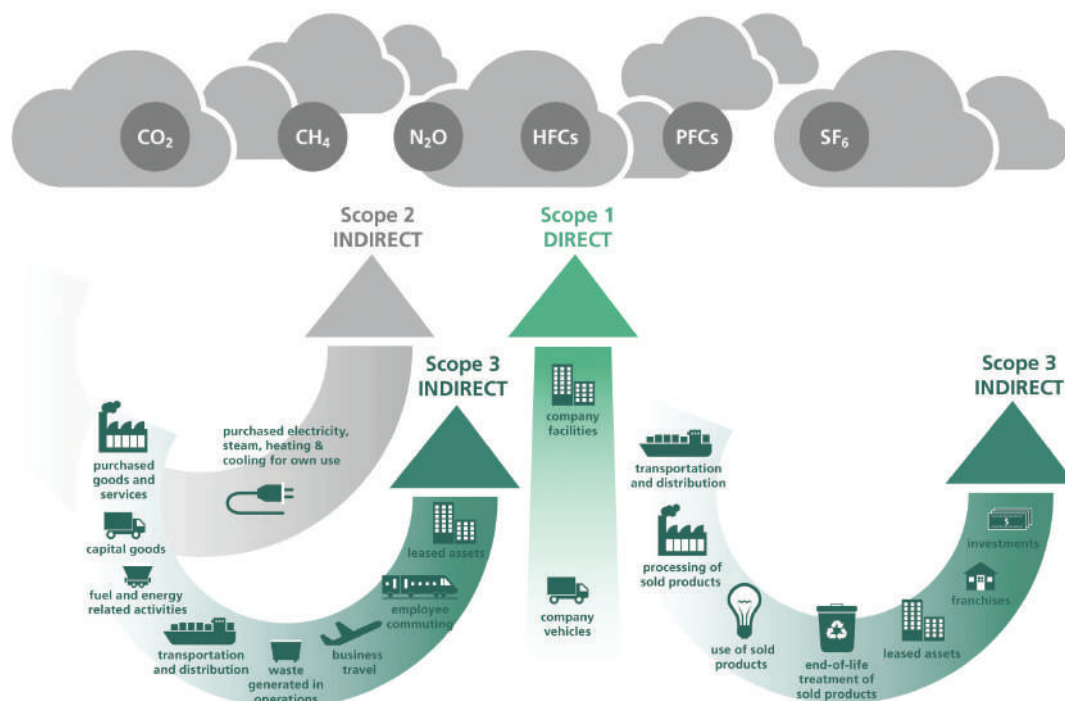 CO₂
CH₄
N₂O
HFCs
PFCs
SF₆
Scope 2
INDIRECT
Scope 1
DIRECT
Scope 3
INDIRECT
Scope 3
INDIRECT
purchased electricity,
steam, heating &
cooling for own use
purchased
goods and
services
capital goods
fuel and energy
related activities
transportation
and distribution
waste
generated in
operations
business
travel
employee
commuting
leased assets
company
facilities
company
vehicles
transportation
and distribution
processing of
sold products
use of sold
products
end-of-life
treatment of
sold products
leased assets
franchises
investments